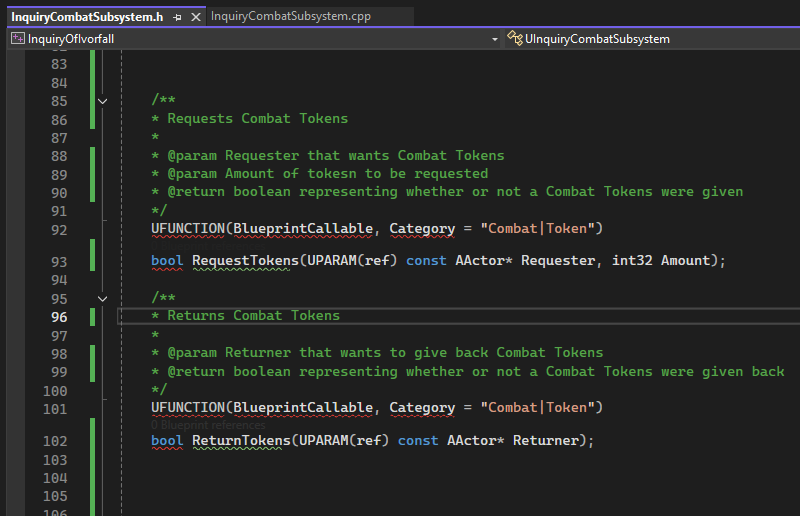 InquiryCombatSubsystem.h InquiryCombatSubsystem.cpp
InquiryOfIvorfall UInquiryCombatSubsystem
83
84
85 /**
86 * Requests Combat Tokens
87 *
88 * @param Requester that wants Combat Tokens
89 * @param Amount of tokesn to be requested
90 * @return boolean representing whether or not a Combat Tokens were given
91 */
92 UFUNCTION(BlueprintCallable, Category = "Combat|Token")
93 bool RequestTokens(UPARAM(ref) const AActor* Requester, int32 Amount);
94
95 /**
96 * Returns Combat Tokens
97 *
98 * @param Returner that wants to give back Combat Tokens
99 * @return boolean representing whether or not a Combat Tokens were given back
100 */
101 UFUNCTION(BlueprintCallable, Category = "Combat|Token")
0 Blueprint references
102 bool ReturnTokens(UPARAM(ref) const AActor* Returner);
103
104
105
106